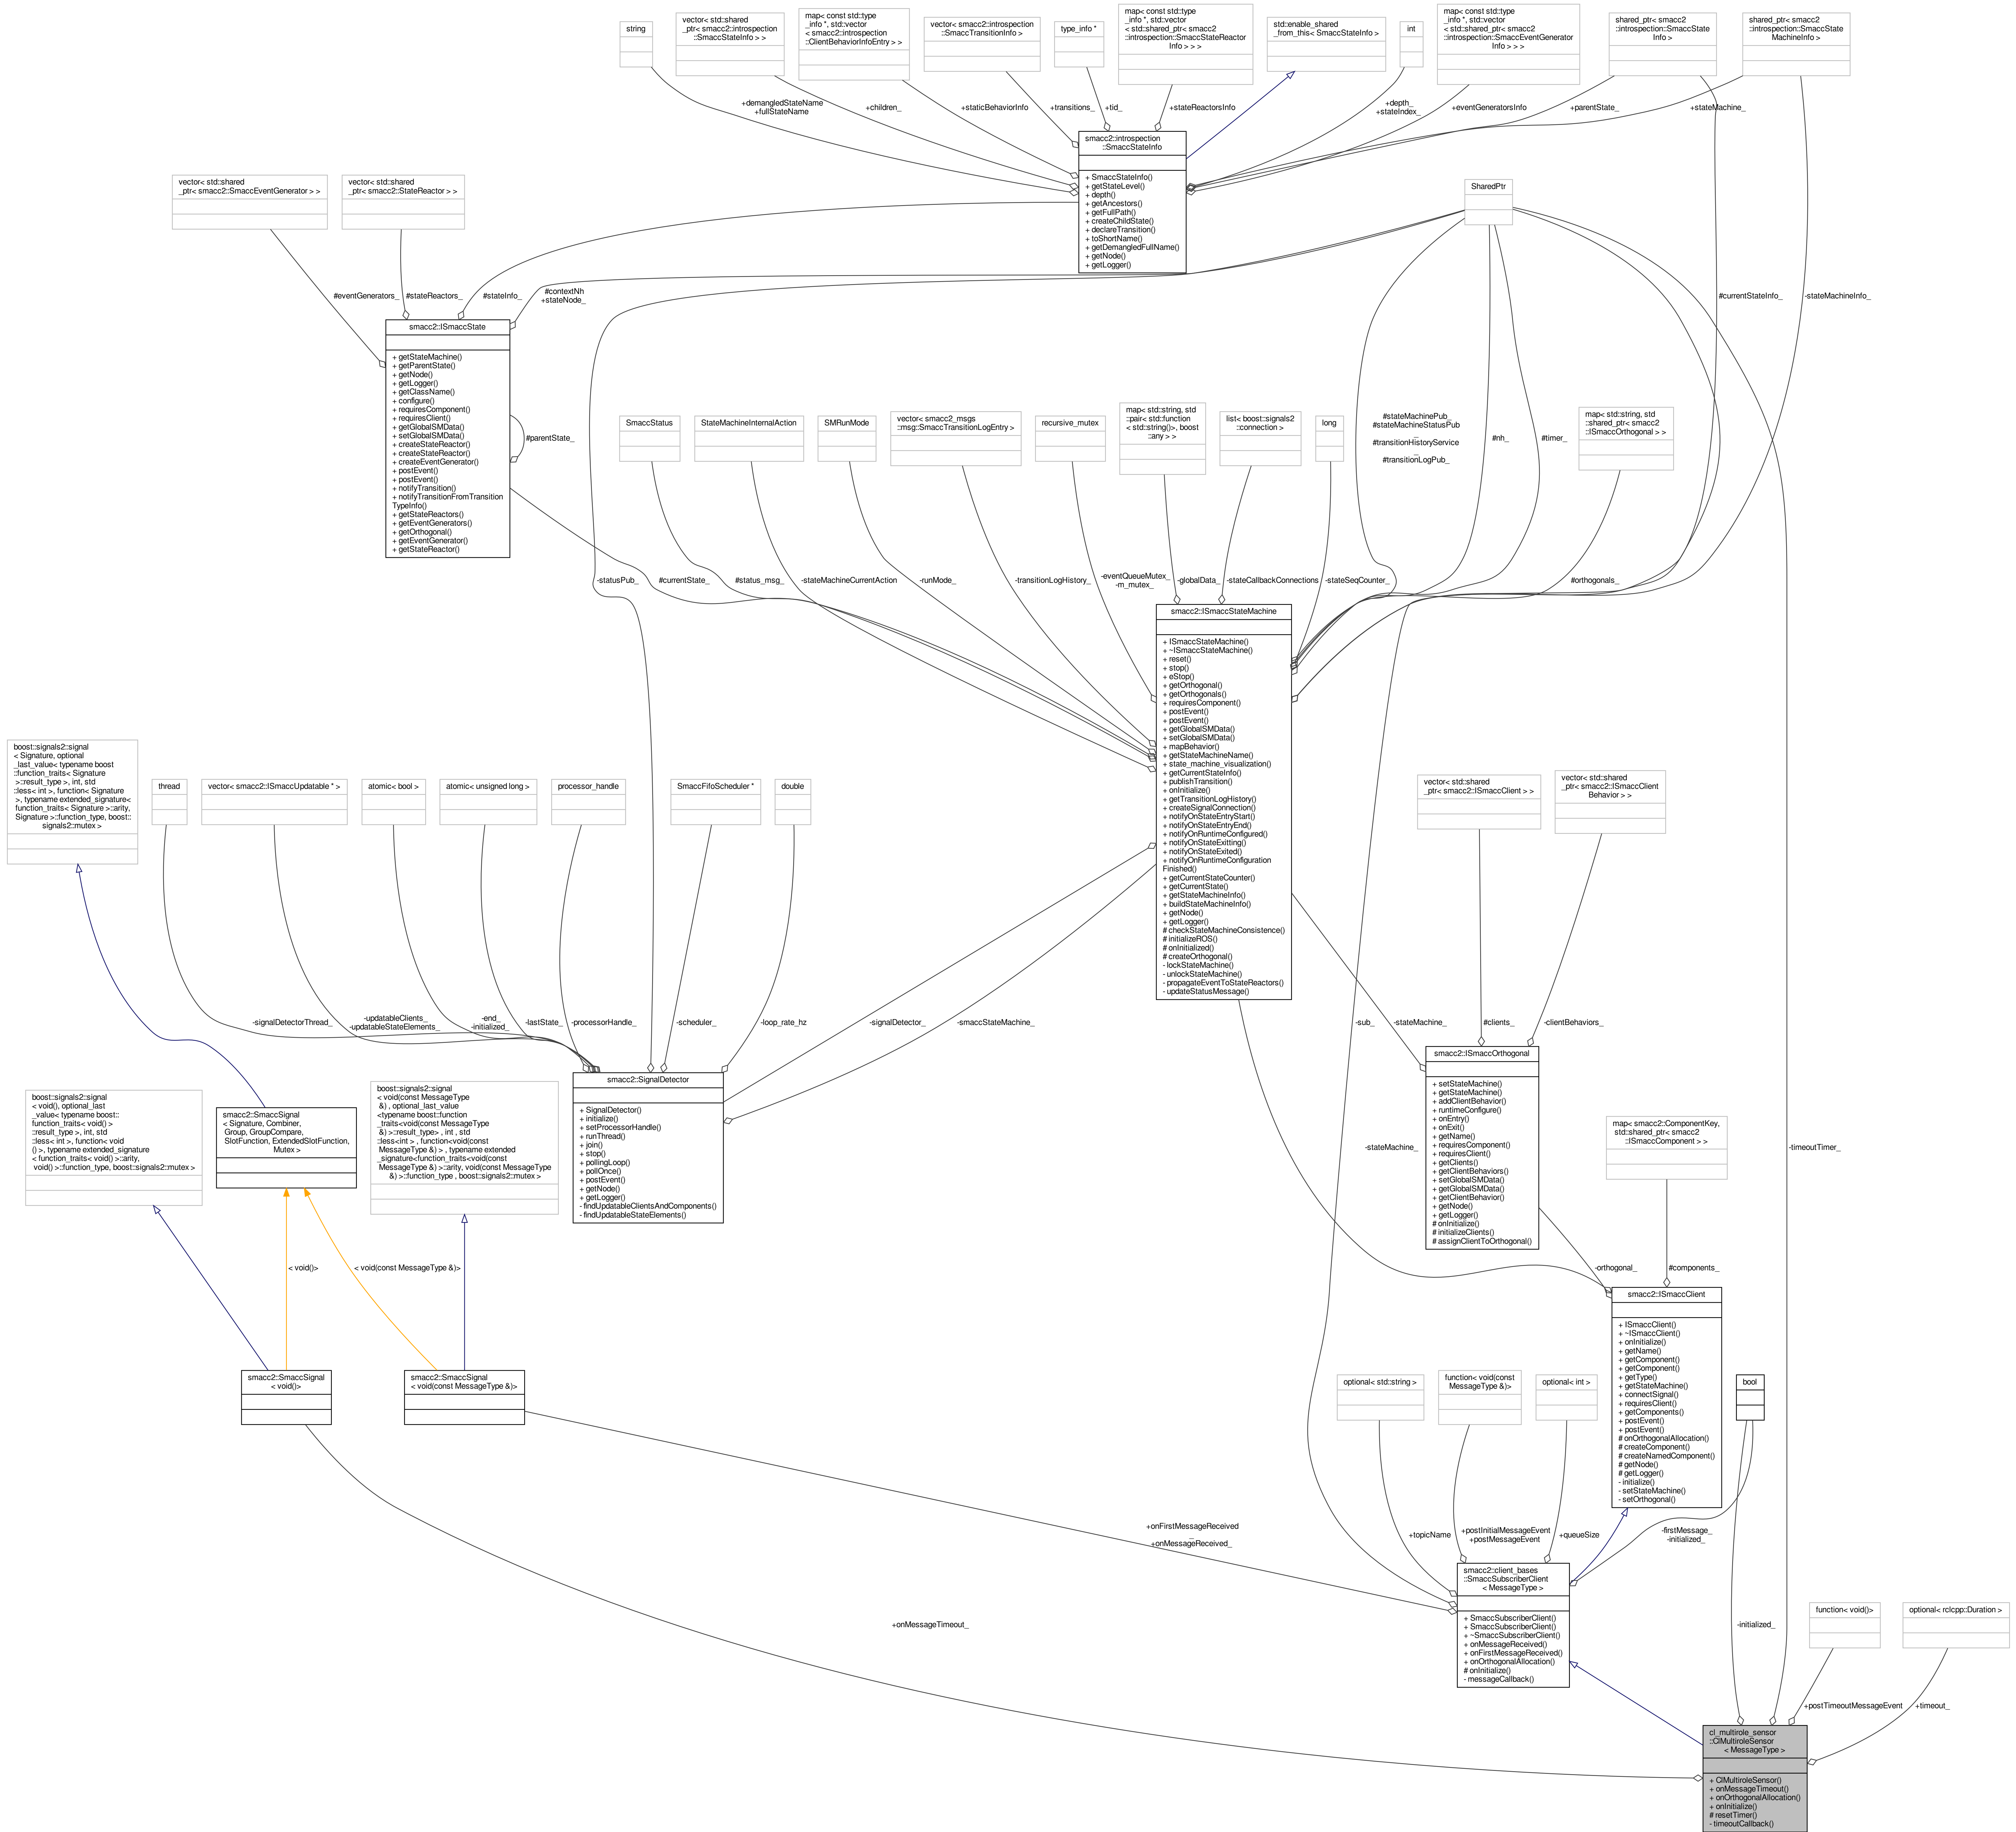 string
vector< std::shared
_ptr< smacc2::introspection
::SmaccStateInfo > >
map< const std::type
_info *, std::vector
< smacc2::introspection
::ClientBehaviorInfoEntry > >
vector< smacc2::introspection
::SmaccTransitionInfo >
type_info *
map< const std::type
_info *, std::vector
< std::shared_ptr< smacc2
::introspection::SmaccStateReactor
Info > > >
std::enable_shared
_from_this< SmaccStateInfo >
int
map< const std::type
_info *, std::vector
< std::shared_ptr< smacc2
::introspection::SmaccEventGenerator
Info > > >
shared_ptr< smacc2
::introspection::SmaccState
Info >
shared_ptr< smacc2
::introspection::SmaccState
MachineInfo >
+demangledStateName
+fullStateName
+children_
+staticBehaviorInfo
+transitions_
+tid_
+stateReactorsInfo
+depth_
+stateIndex_
+eventGeneratorsInfo
+parentState_
+stateMachine_
smacc2::introspection
::SmaccStateInfo
+ SmaccStateInfo()
+ getStateLevel()
+ depth()
+ getAncestors()
+ getFullPath()
+ createChildState()
+ declareTransition()
+ toShortName()
+ getDemangledFullName()
+ getNode()
+ getLogger()
vector< std::shared
_ptr< smacc2::SmaccEventGenerator > >
vector< std::shared
_ptr< smacc2::StateReactor > >
SharedPtr
#eventGenerators_
#stateReactors_
#stateInfo_
#contextNh
+stateNode_
#currentStateInfo_
-stateMachineInfo_
smacc2::ISmaccState
+ getStateMachine()
+ getParentState()
+ getNode()
+ getLogger()
+ getClassName()
+ configure()
+ requiresComponent()
+ requiresClient()
+ getGlobalSMData()
+ setGlobalSMData()
+ createStateReactor()
+ createStateReactor()
+ createEventGenerator()
+ postEvent()
+ postEvent()
+ notifyTransition()
+ notifyTransitionFromTransition
TypeInfo()
+ getStateReactors()
+ getEventGenerators()
+ getOrthogonal()
+ getEventGenerator()
+ getStateReactor()
#parentState_
SmaccStatus
StateMachineInternalAction
SMRunMode
vector< smacc2_msgs
::msg::SmaccTransitionLogEntry >
recursive_mutex
map< std::string, std
::pair< std::function
< std::string()>, boost
::any > >
list< boost::signals2
::connection >
long
#stateMachinePub_
#stateMachineStatusPub
_
#transitionHistoryService
_
#transitionLogPub_
#nh_
#timer_
map< std::string, std
::shared_ptr< smacc2
::ISmaccOrthogonal > >
-statusPub_
#currentState_
#status_msg_
-stateMachineCurrentAction
-runMode_
-transitionLogHistory_
-eventQueueMutex_
-m_mutex_
-globalData_
-stateCallbackConnections
-stateSeqCounter_
#orthogonals_
smacc2::ISmaccStateMachine
+ ISmaccStateMachine()
+ ~ISmaccStateMachine()
+ reset()
+ stop()
+ eStop()
+ getOrthogonal()
+ getOrthogonals()
+ requiresComponent()
+ postEvent()
+ postEvent()
+ getGlobalSMData()
+ setGlobalSMData()
+ mapBehavior()
+ getStateMachineName()
+ state_machine_visualization()
+ getCurrentStateInfo()
+ publishTransition()
+ onInitialize()
+ getTransitionLogHistory()
+ createSignalConnection()
+ notifyOnStateEntryStart()
+ notifyOnStateEntryEnd()
+ notifyOnRuntimeConfigured()
+ notifyOnStateExitting()
+ notifyOnStateExited()
+ notifyOnRuntimeConfiguration
Finished()
+ getCurrentStateCounter()
+ getCurrentState()
+ getStateMachineInfo()
+ buildStateMachineInfo()
+ getNode()
+ getLogger()
# checkStateMachineConsistence()
# initializeROS()
# onInitialized()
# createOrthogonal()
- lockStateMachine()
- unlockStateMachine()
- propagateEventToStateReactors()
- updateStatusMessage()
boost::signals2::signal
< Signature, optional
_last_value< typename boost
::function_traits< Signature
>::result_type >, int, std
::less< int >, function< Signature
>, typename extended_signature<
function_traits< Signature >::arity,
Signature >::function_type, boost::
signals2::mutex >
thread
vector< smacc2::ISmaccUpdatable * >
atomic< bool >
atomic< unsigned long >
processor_handle
SmaccFifoScheduler *
double
vector< std::shared
_ptr< smacc2::ISmaccClient > >
vector< std::shared
_ptr< smacc2::ISmaccClient
Behavior > >
-signalDetectorThread_
-updatableClients_
-updatableStateElements_
-end_
-initialized_
-lastState_
-processorHandle_
-scheduler_
-loop_rate_hz
-signalDetector_
-smaccStateMachine_
-sub_
-stateMachine_
#clients_
-clientBehaviors_
smacc2::ISmaccOrthogonal
+ setStateMachine()
+ getStateMachine()
+ addClientBehavior()
+ runtimeConfigure()
+ onEntry()
+ onExit()
+ getName()
+ requiresComponent()
+ requiresClient()
+ getClients()
+ getClientBehaviors()
+ setGlobalSMData()
+ getGlobalSMData()
+ getClientBehavior()
+ getNode()
+ getLogger()
# onInitialize()
# initializeClients()
# assignClientToOrthogonal()
smacc2::SignalDetector
+ SignalDetector()
+ initialize()
+ setProcessorHandle()
+ runThread()
+ join()
+ stop()
+ pollingLoop()
+ pollOnce()
+ postEvent()
+ getNode()
+ getLogger()
- findUpdatableClientsAndComponents()
- findUpdatableStateElements()
boost::signals2::signal
< void(), optional_last
_value< typename boost::
function_traits< void() >
::result_type >, int, std
::less< int >, function< void
() >, typename extended_signature
< function_traits< void() >::arity,
void() >::function_type, boost::signals2::mutex >
smacc2::SmaccSignal
< Signature, Combiner,
Group, GroupCompare,
SlotFunction, ExtendedSlotFunction,
Mutex >
boost::signals2::signal
< void(const MessageType
&) , optional_last_value
<typename boost::function
_traits<void(const MessageType
&) >::result_type> , int , std
::less<int > , function<void(const
MessageType &) > , typename extended
_signature<function_traits<void(const
MessageType &) >::arity, void(const MessageType
&) >::function_type , boost::signals2::mutex >
map< smacc2::ComponentKey,
std::shared_ptr< smacc2
::ISmaccComponent > >
-stateMachine_
-timeoutTimer_
< void()>
< void(const MessageType &)>
-orthogonal_
#components_
smacc2::ISmaccClient
+ ISmaccClient()
+ ~ISmaccClient()
+ onInitialize()
+ getName()
+ getComponent()
+ getComponent()
+ getType()
+ getStateMachine()
+ connectSignal()
+ requiresClient()
+ getComponents()
+ postEvent()
+ postEvent()
# onOrthogonalAllocation()
# createComponent()
# createNamedComponent()
# getNode()
# getLogger()
- initialize()
- setStateMachine()
- setOrthogonal()
smacc2::SmaccSignal
< void()>
smacc2::SmaccSignal
< void(const MessageType &)>
optional< std::string >
function< void(const
MessageType &)>
optional< int >
bool
+onFirstMessageReceived
_
+onMessageReceived_
+topicName
+postInitialMessageEvent
+postMessageEvent
+queueSize
-firstMessage_
-initialized_
smacc2::client_bases
::SmaccSubscriberClient
< MessageType >
+ SmaccSubscriberClient()
+ SmaccSubscriberClient()
+ ~SmaccSubscriberClient()
+ onMessageReceived()
+ onFirstMessageReceived()
+ onOrthogonalAllocation()
# onInitialize()
- messageCallback()
function< void()>
optional< rclcpp::Duration >
+onMessageTimeout_
-initialized_
+postTimeoutMessageEvent
+timeout_
cl_multirole_sensor
::ClMultiroleSensor
< MessageType >
+ ClMultiroleSensor()
+ onMessageTimeout()
+ onOrthogonalAllocation()
+ onInitialize()
# resetTimer()
- timeoutCallback()